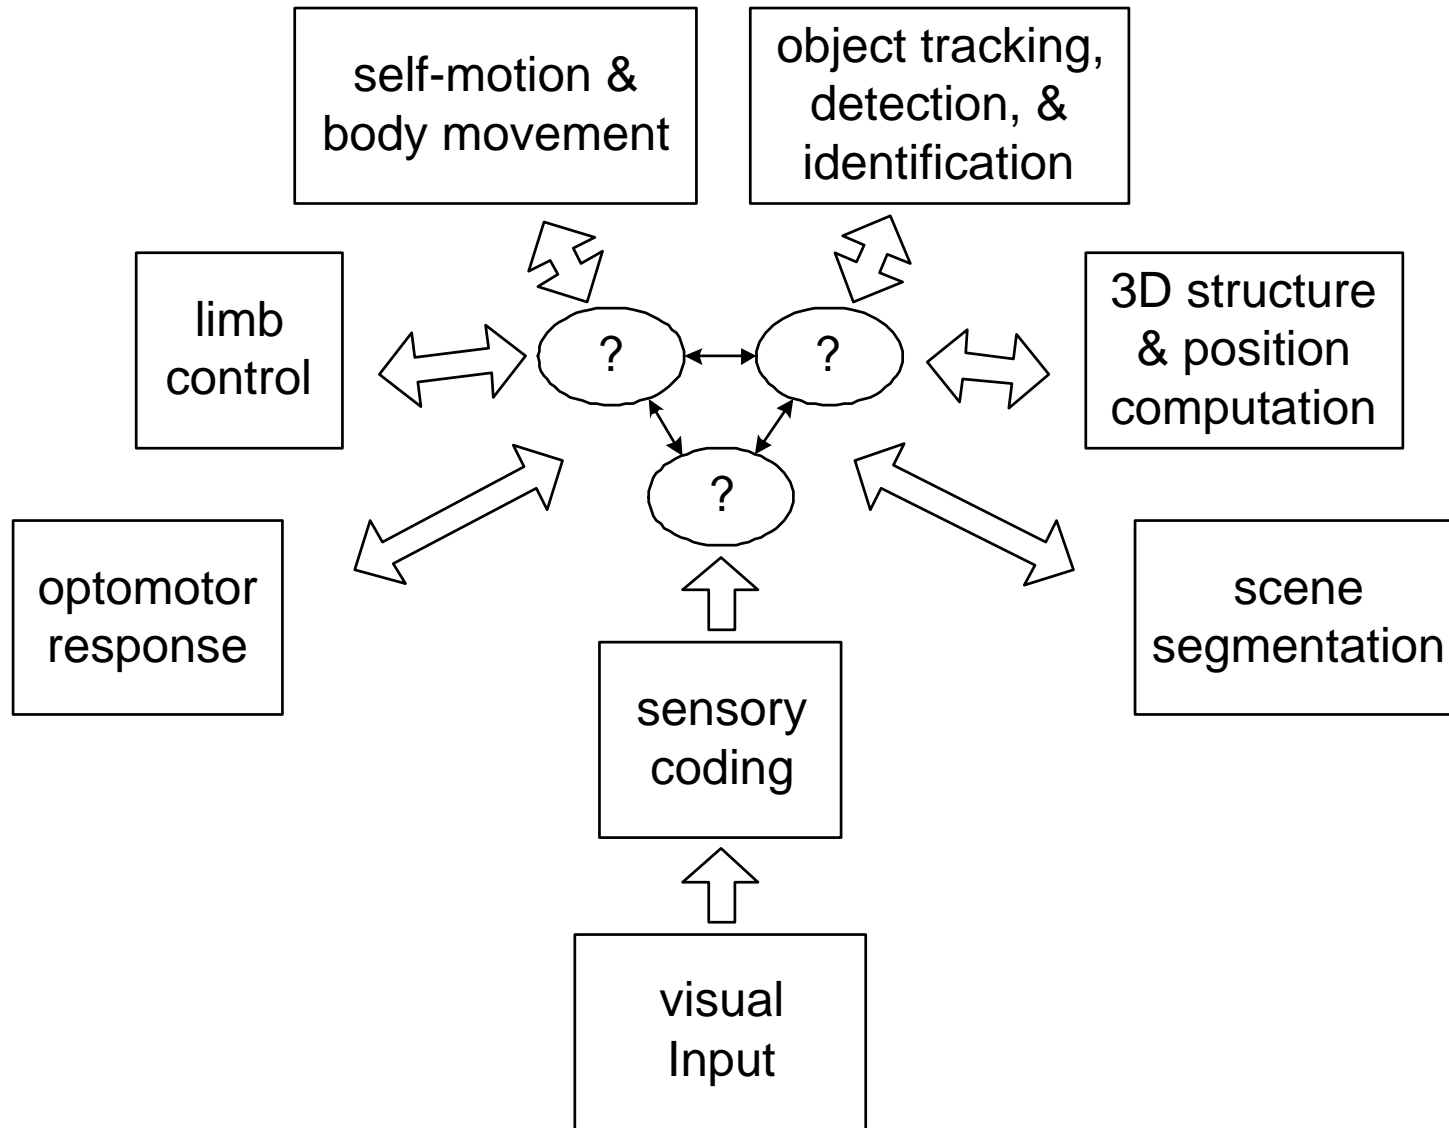 self-motion &
body movement
object tracking,
detection, &
identification
limb
control
?
?
3D structure
& position
computation
?
optomotor
response
scene
segmentation
sensory
coding
visual
Input